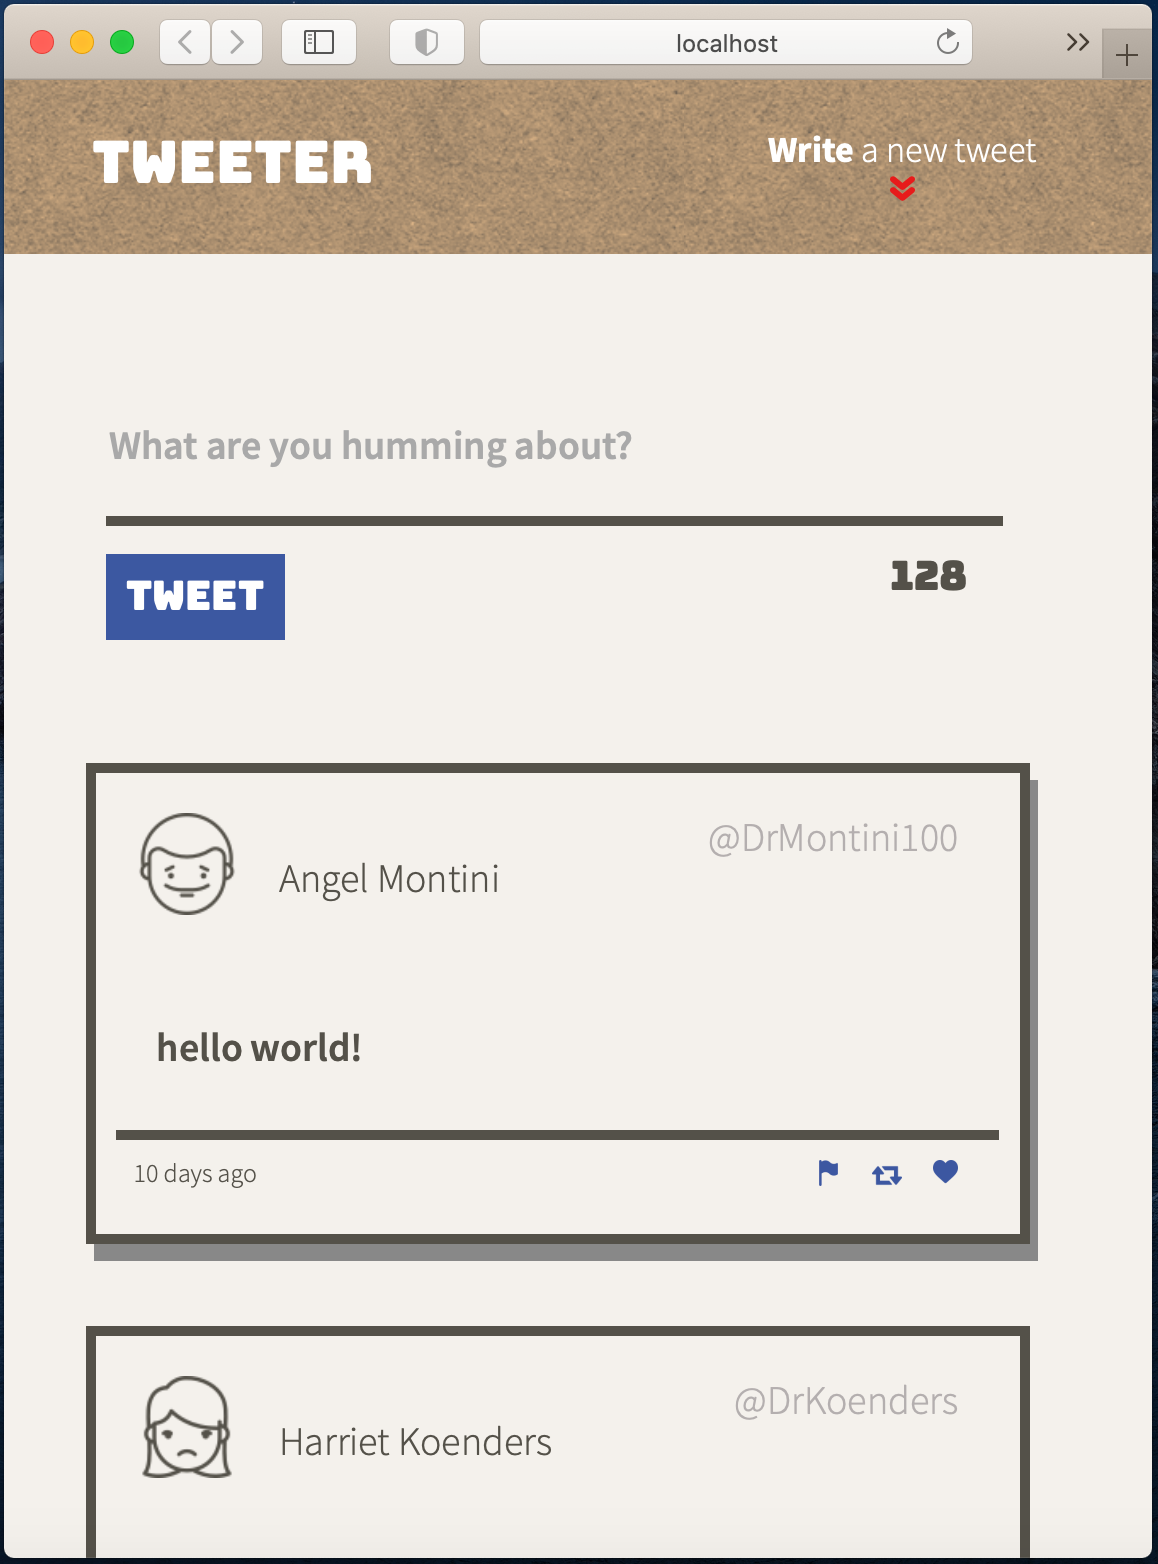 localhost
TWEETER
Write a new tweet
What are you humming about?
TWEET
128
@DrMontini100
Angel Montini
hello world!
10 days ago
@DrKoenders
Harriet Koenders